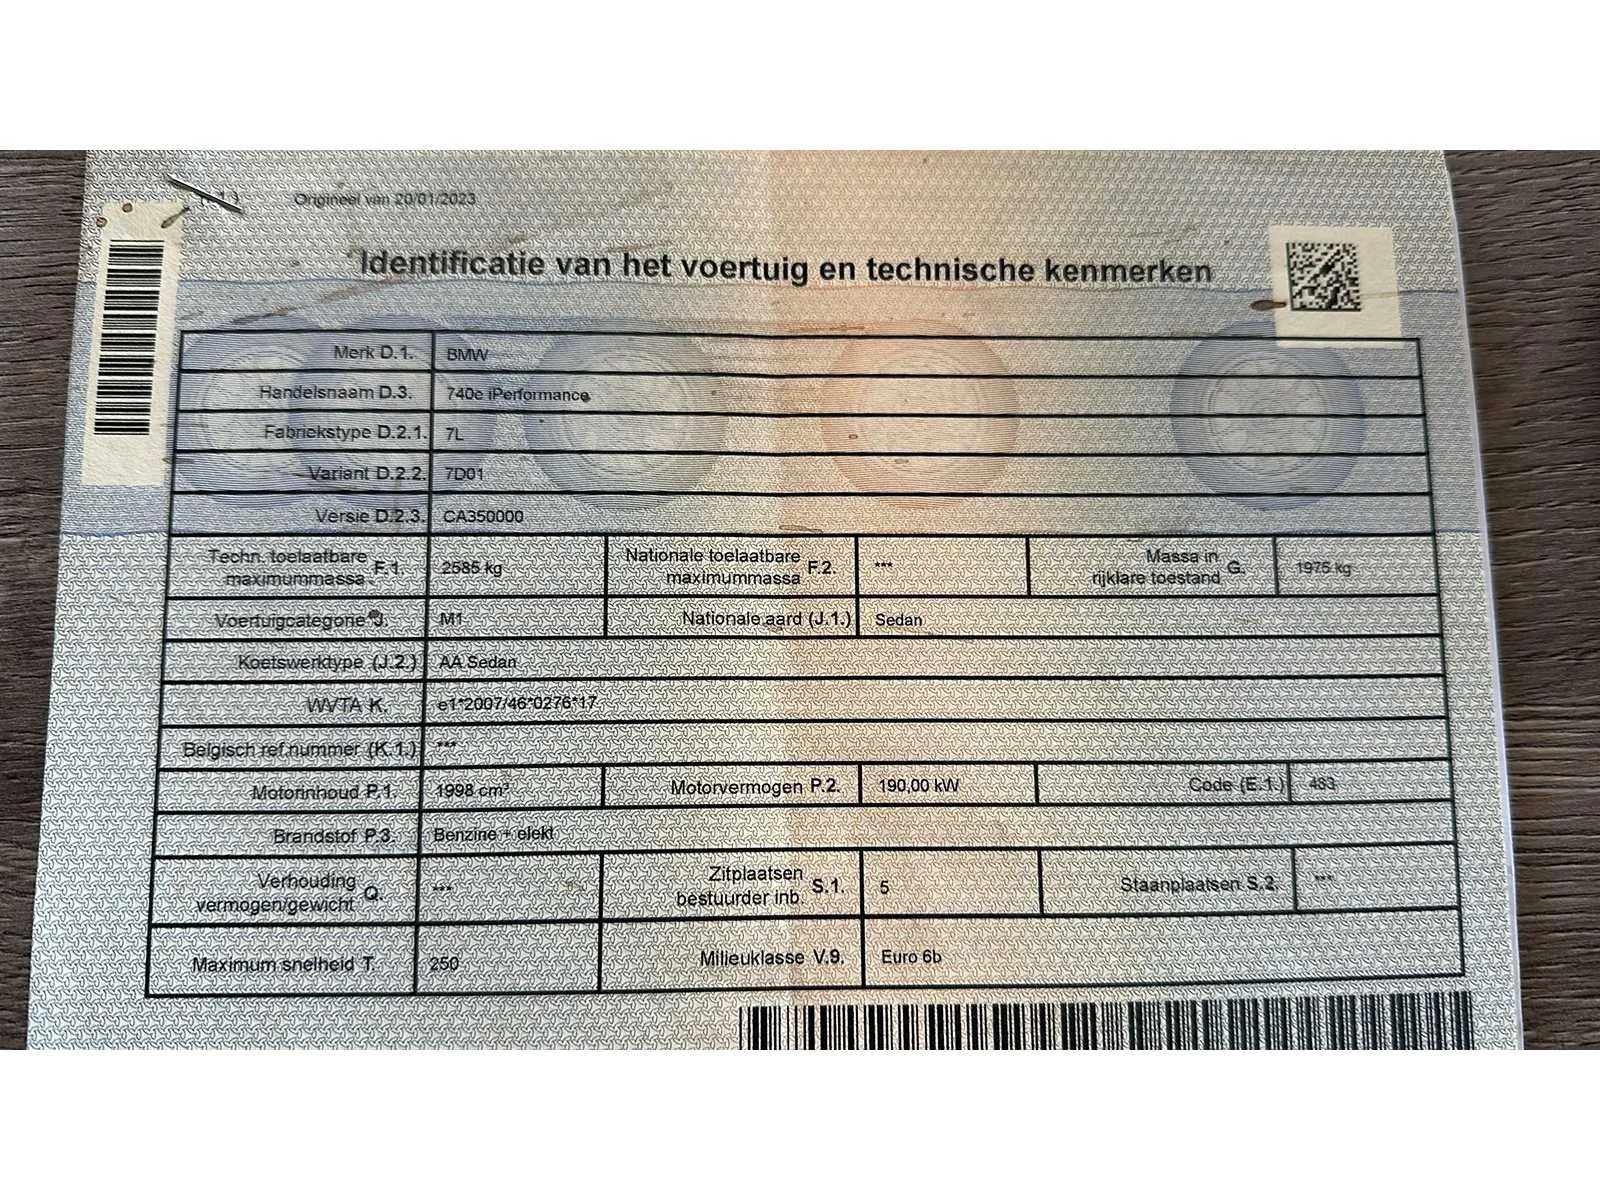 Origineel van 20/01/2023
Identificatie van het voertuig en technische kenmerken
Merk D.1. BMW
Handelsnaam D.3. 740e iPerformance
Fabriekstype D.2.1. 7L
Variant D.2.2. 7D01
Versie D.2.3. CA350000
Techn. toelaatbare maximummassa F.1. 2585 kg Nationale toelaatbare maximummassa F.2. *** Massa in rijklare toestand G. 1975 kg
Voertuigcategorie J. M1 Nationale aard (J.1.) Sedan
Koetswerktype (J.2.) AA Sedan
WVTA K. e1*2007/46*0276*17
Belgisch ref.nummer (K.1.) ***
Motorinhoud P.1. 1998 cm³ Motorvermogen P.2. 190,00 kW Code (E.1.) 483
Brandstof P.3. Benzine + elekt
Verhouding vermogen/gewicht Q. *** Zitplaatsen bestuurder inb. S.1. 5 Staanplaatsen S.2. ***
Maximum snelheid T. 250 Milieuklasse V.9. Euro 6b